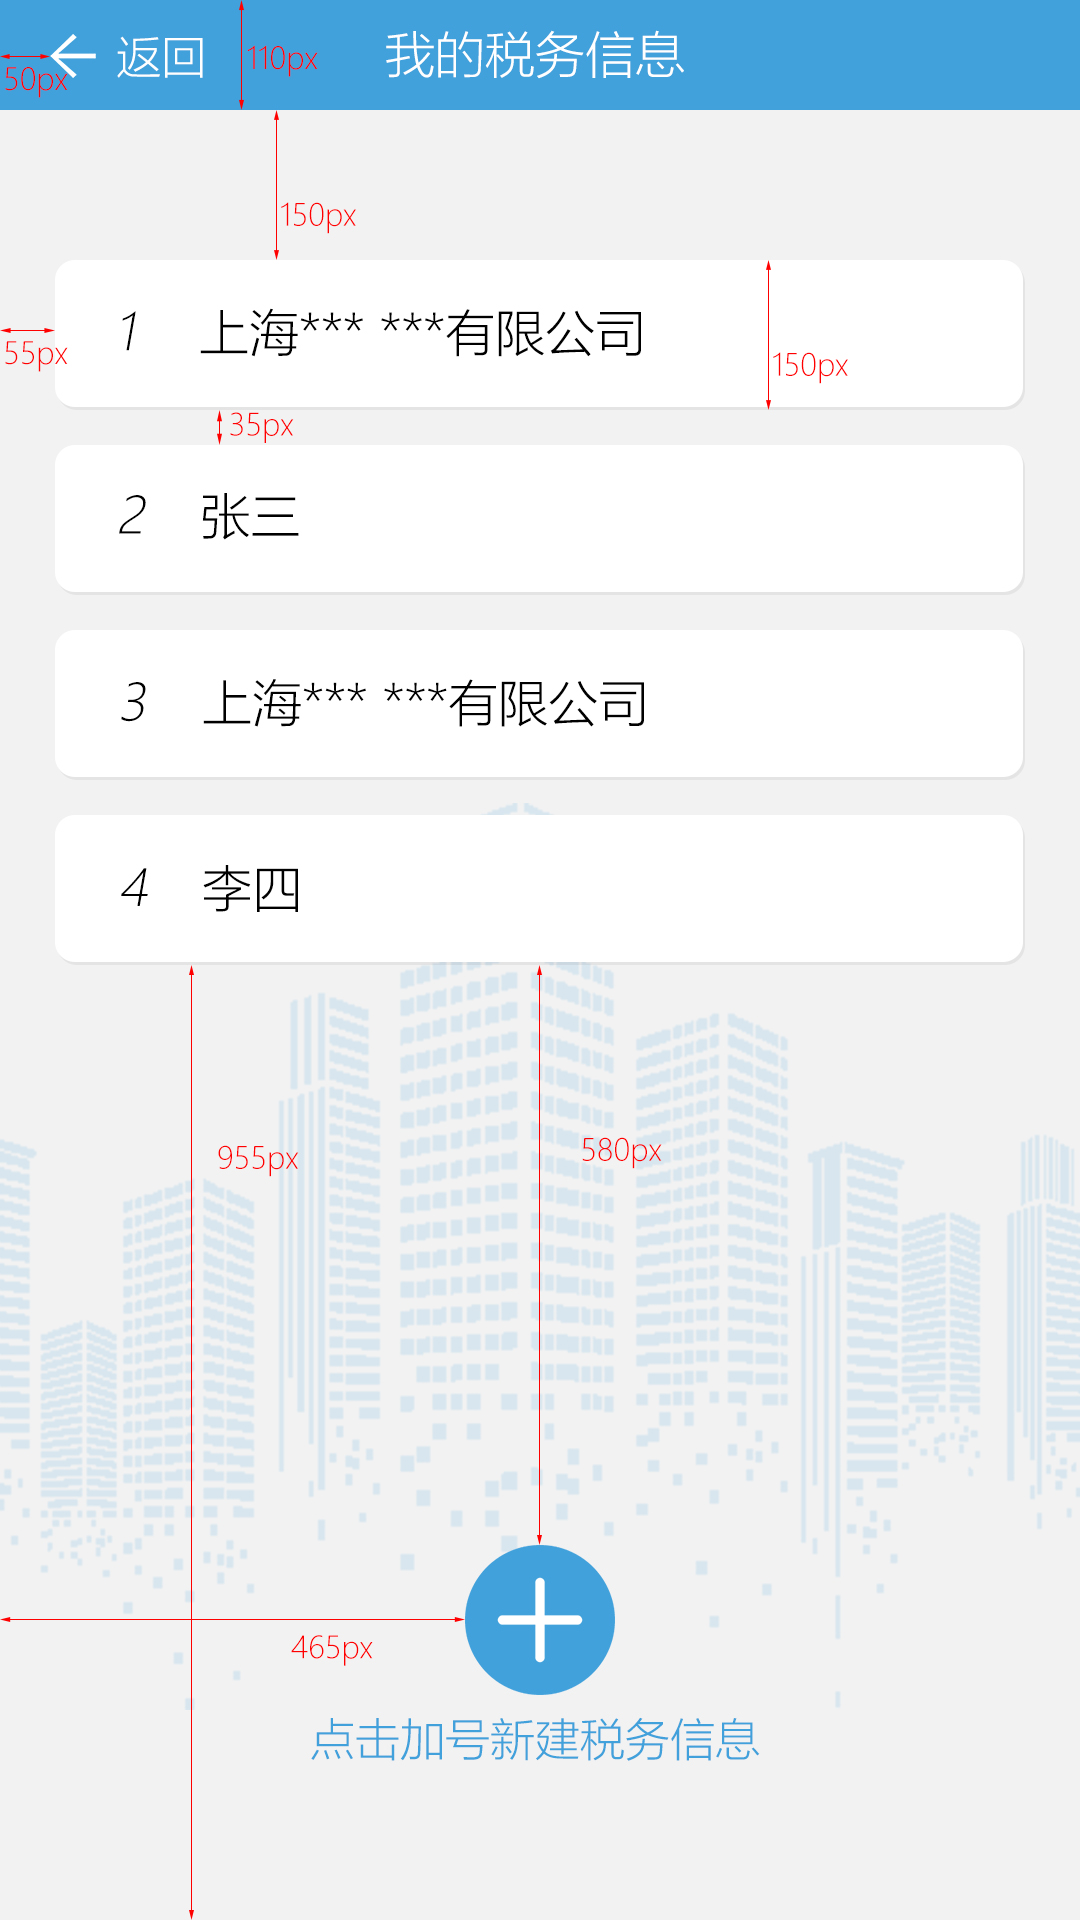 返回
110px
我的税务信息
50px
150px
1 上海*** ***有限公司
55px
150px
35px
2 张三
3 上海*** ***有限公司
4 李四
955px
580px
465px
点击加号新建税务信息